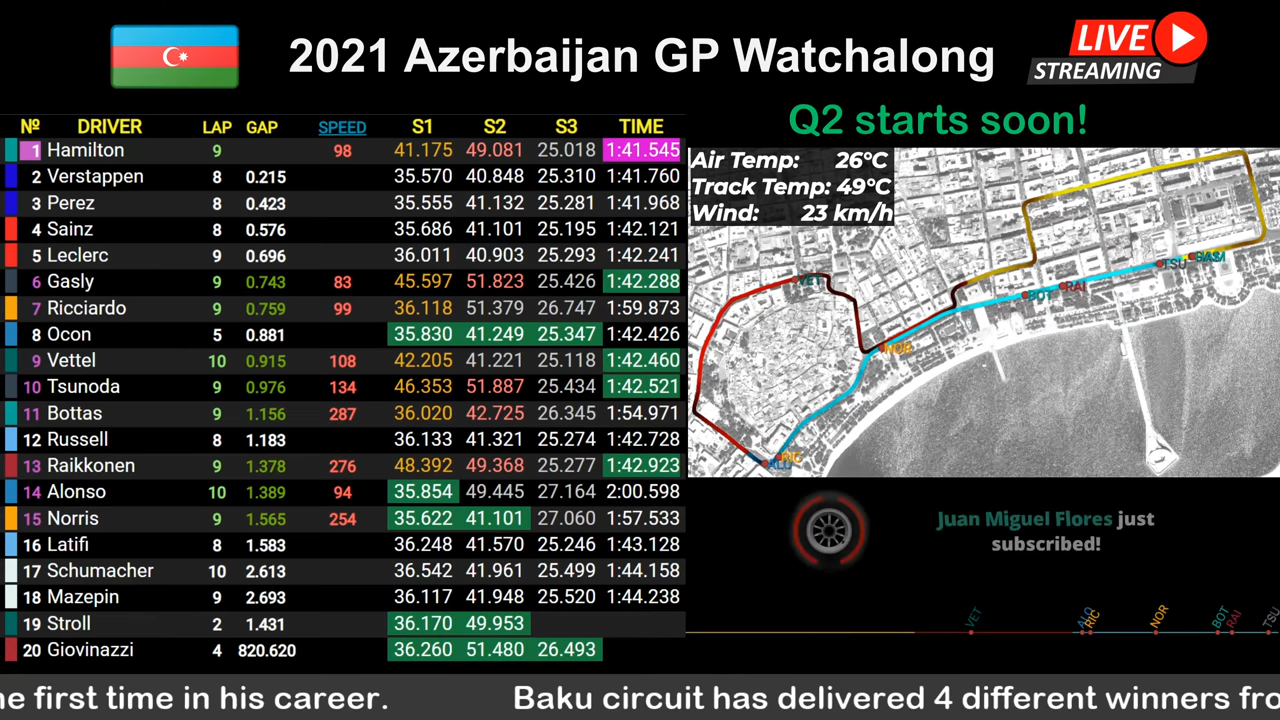 2021 Azerbaijan GP Watchalong
LIVE
STREAMING
Q2 starts soon!
Nº DRIVER LAP GAP SPEED S1 S2 S3 TIME
1 Hamilton 9 98 41.175 49.081 25.018 1:41.545
2 Verstappen 8 0.215 35.570 40.848 25.310 1:41.760
3 Perez 8 0.423 35.555 41.132 25.281 1:41.968
4 Sainz 8 0.576 35.686 41.101 25.195 1:42.121
5 Leclerc 9 0.696 36.011 40.903 25.293 1:42.241
6 Gasly 9 0.743 83 45.597 51.823 25.426 1:42.288
7 Ricciardo 9 0.759 99 36.118 51.379 26.747 1:59.873
8 Ocon 5 0.881 35.830 41.249 25.347 1:42.426
9 Vettel 10 0.915 108 42.205 41.221 25.118 1:42.460
10 Tsunoda 9 0.976 134 46.353 51.887 25.434 1:42.521
11 Bottas 9 1.156 287 36.020 42.725 26.345 1:54.971
12 Russell 8 1.183 36.133 41.321 25.274 1:42.728
13 Raikkonen 9 1.378 276 48.392 49.368 25.277 1:42.923
14 Alonso 10 1.389 94 35.854 49.445 27.164 2:00.598
15 Norris 9 1.565 254 35.622 41.101 27.060 1:57.533
16 Latifi 8 1.583 36.248 41.570 25.246 1:43.128
17 Schumacher 10 2.613 36.542 41.961 25.499 1:44.158
18 Mazepin 9 2.693 36.117 41.948 25.520 1:44.238
19 Stroll 2 1.431 36.170 49.953
20 Giovinazzi 4 820.620 36.260 51.480 26.493
Air Temp: 26°C
Track Temp: 49°C
Wind: 23 km/h
VET
TSU
BOT
RAI
NOR
Juan Miguel Flores just
subscribed!
VET ALO RIC NOR BOT RAI TSU
he first time in his career. Baku circuit has delivered 4 different winners fro